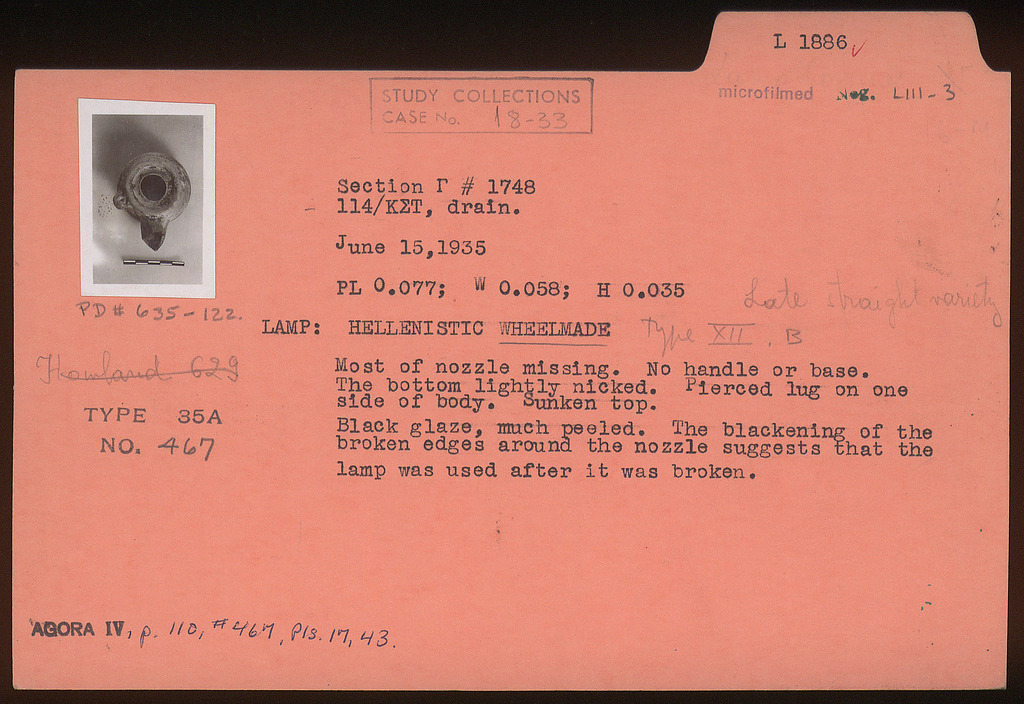 L 1886 ✓
microfilmed Neg. LIII-3
STUDY COLLECTIONS
CASE No. 18-33
Section Γ # 1748
114/ΚΣΤ, drain.
June 15,1935
PL 0.077; W 0.058; H 0.035
Late straight variety
PD# 635-122.
LAMP: HELLENISTIC WHEELMADE Type XII, B
Howland 629
TYPE 35A
NO. 467
Most of nozzle missing. No handle or base.
The bottom lightly nicked. Pierced lug on one
side of body. Sunken top.
Black glaze, much peeled. The blackening of the
broken edges around the nozzle suggests that the
lamp was used after it was broken.
AGORA IV, p. 110, #467, Pls. 17, 43.